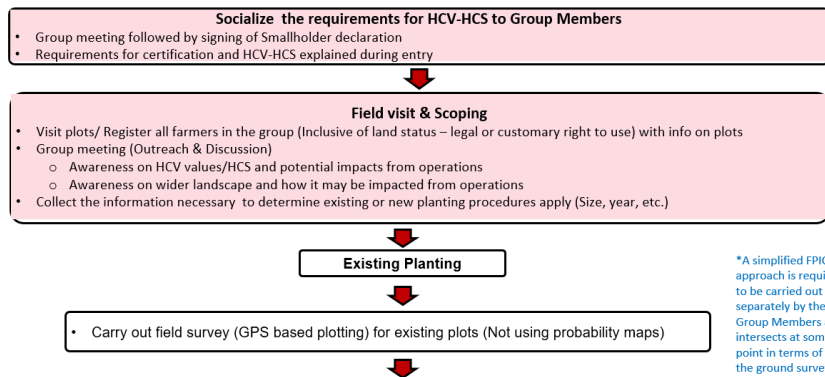 Socialize the requirements for HCV-HCS to Group Members
• Group meeting followed by signing of Smallholder declaration
• Requirements for certification and HCV-HCS explained during entry
Field visit & Scoping
• Visit plots/ Register all farmers in the group (Inclusive of land status – legal or customary right to use) with info on plots
• Group meeting (Outreach & Discussion)
o Awareness on HCV values/HCS and potential impacts from operations
o Awareness on wider landscape and how it may be impacted from operations
• Collect the information necessary to determine existing or new planting procedures apply (Size, year, etc.)
Existing Planting
• Carry out field survey (GPS based plotting) for existing plots (Not using probability maps)
*A simplified FPIC
approach is requi
to be carried out
separately by the
Group Members
intersects at som
point in terms of
the ground surve